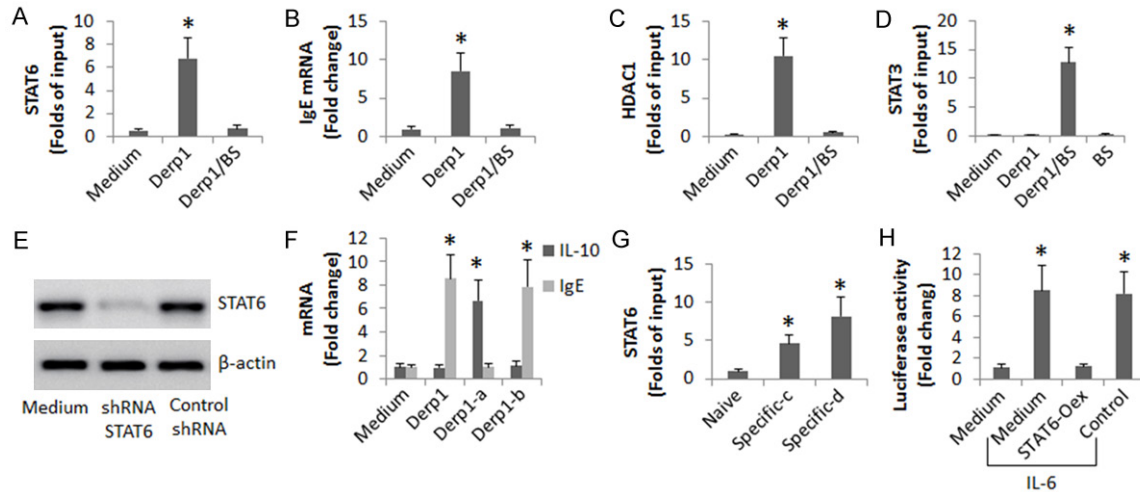 A
STAT6
(Folds of input)
10
8
6
4
2
0
*
Medium
Derp1
Derp1/BS
B
IgE mRNA
(Fold change)
15
10
5
0
*
Medium
Derp1
Derp1/BS
C
HDAC1
(Folds of input)
15
10
5
0
*
Medium
Derp1
Derp1/BS
D
STAT3
(Folds of input)
20
15
10
5
0
*
Medium
Derp1
Derp1/BS
BS
E
STAT6
β-actin
Medium
shRNA
STAT6
Control
shRNA
F
mRNA
(Fold change)
12
10
8
6
4
2
0
*
*
*
IL-10
IgE
Medium
Derp1
Derp1-a
Derp1-b
G
STAT6
(Folds of input)
15
10
5
0
*
*
Naive
Specific-c
Specific-d
H
Luciferase activity
(Fold chang)
12
10
8
6
4
2
0
*
*
Medium
Medium
STAT6-Oex
Control
IL-6